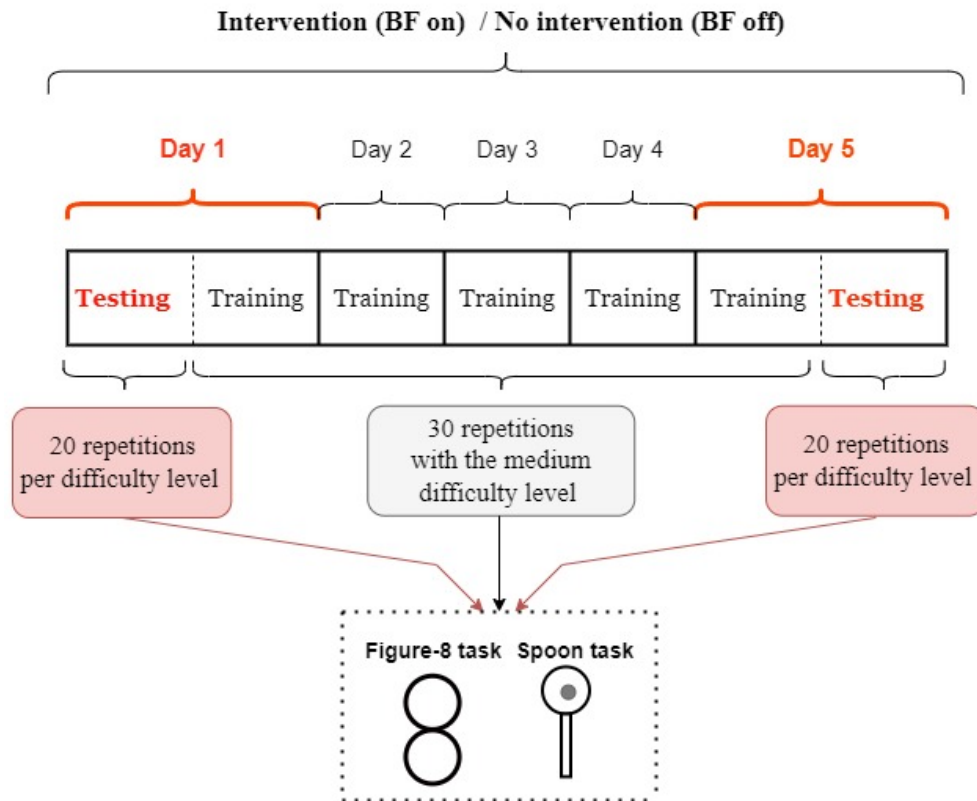 Intervention (BF on) / No intervention (BF off)
Day 1 Day 2 Day 3 Day 4 Day 5
Testing Training Training Training Training Training Testing
20 repetitions
per difficulty level
30 repetitions
with the medium
difficulty level
20 repetitions
per difficulty level
Figure-8 task Spoon task